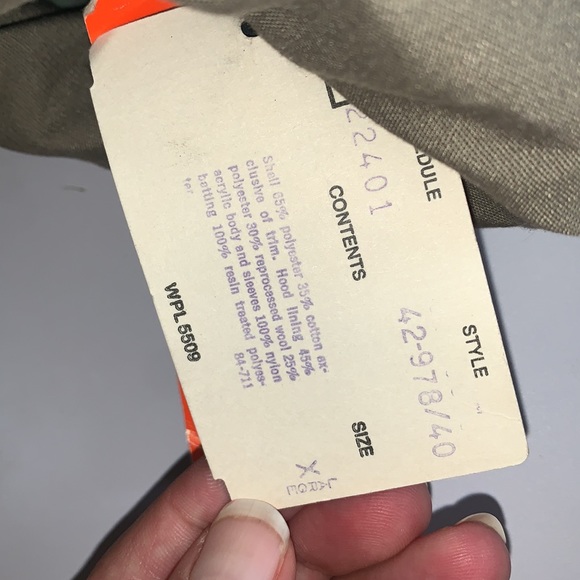 DULE
STYLE
22401
42-978/40
CONTENTS
SIZE
Shell 65% polyester 35% cotton ex-
clusive of trim. Hood lining 45%
polyester 30% reprocessed wool 25%
acrylic body and sleeves 100% nylon
batting 100% resin treated polyes-
ter. 84-711
X LARGE
WPL 5509